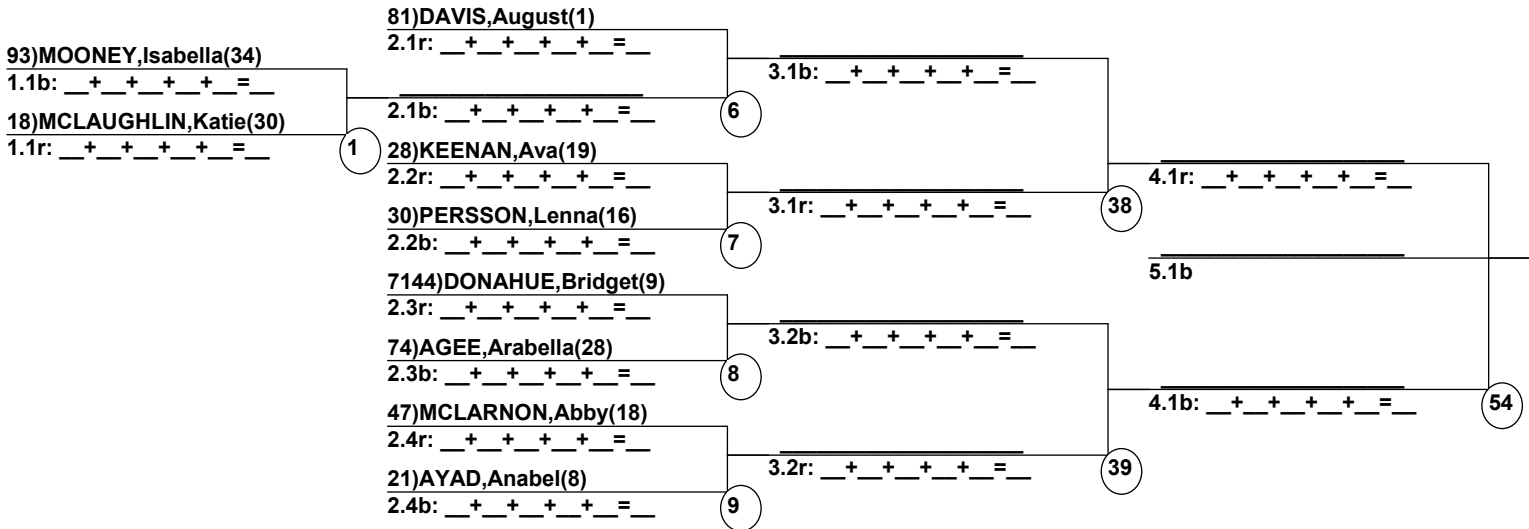 93)MOONEY,Isabella(34)
1.1b: __+__+__+__+__=__
18)MCLAUGHLIN,Katie(30)
1.1r: __+__+__+__+__=__
1
81)DAVIS,August(1)
2.1r: __+__+__+__+__=__
2.1b: __+__+__+__+__=__
6
28)KEENAN,Ava(19)
2.2r: __+__+__+__+__=__
30)PERSSON,Lenna(16)
2.2b: __+__+__+__+__=__
7
7144)DONAHUE,Bridget(9)
2.3r: __+__+__+__+__=__
74)AGEE,Arabella(28)
2.3b: __+__+__+__+__=__
8
47)MCLARNON,Abby(18)
2.4r: __+__+__+__+__=__
21)AYAD,Anabel(8)
2.4b: __+__+__+__+__=__
9
3.1b: __+__+__+__+__=__
3.1r: __+__+__+__+__=__
38
3.2b: __+__+__+__+__=__
3.2r: __+__+__+__+__=__
39
4.1r: __+__+__+__+__=__
5.1b
4.1b: __+__+__+__+__=__
54